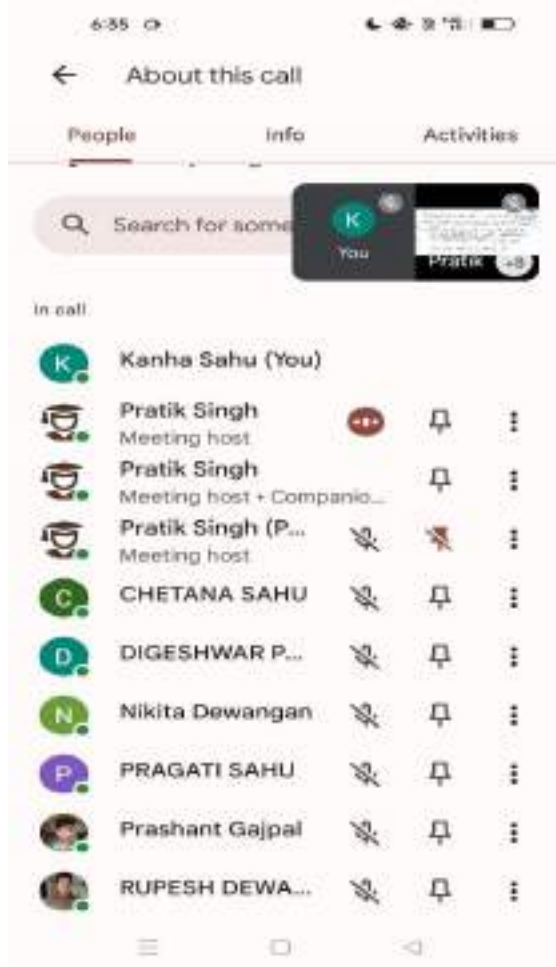 6:35
About this call
People Info Activities
Search for some
K
You
Pratik +8
In call
K Kanha Sahu (You)
Pratik Singh
Meeting host
Pratik Singh
Meeting host + Companio...
Pratik Singh (P...
Meeting host
C CHETANA SAHU
D DIGESHWAR P...
N Nikita Dewangan
P PRAGATI SAHU
Prashant Gajpal
RUPESH DEWA...